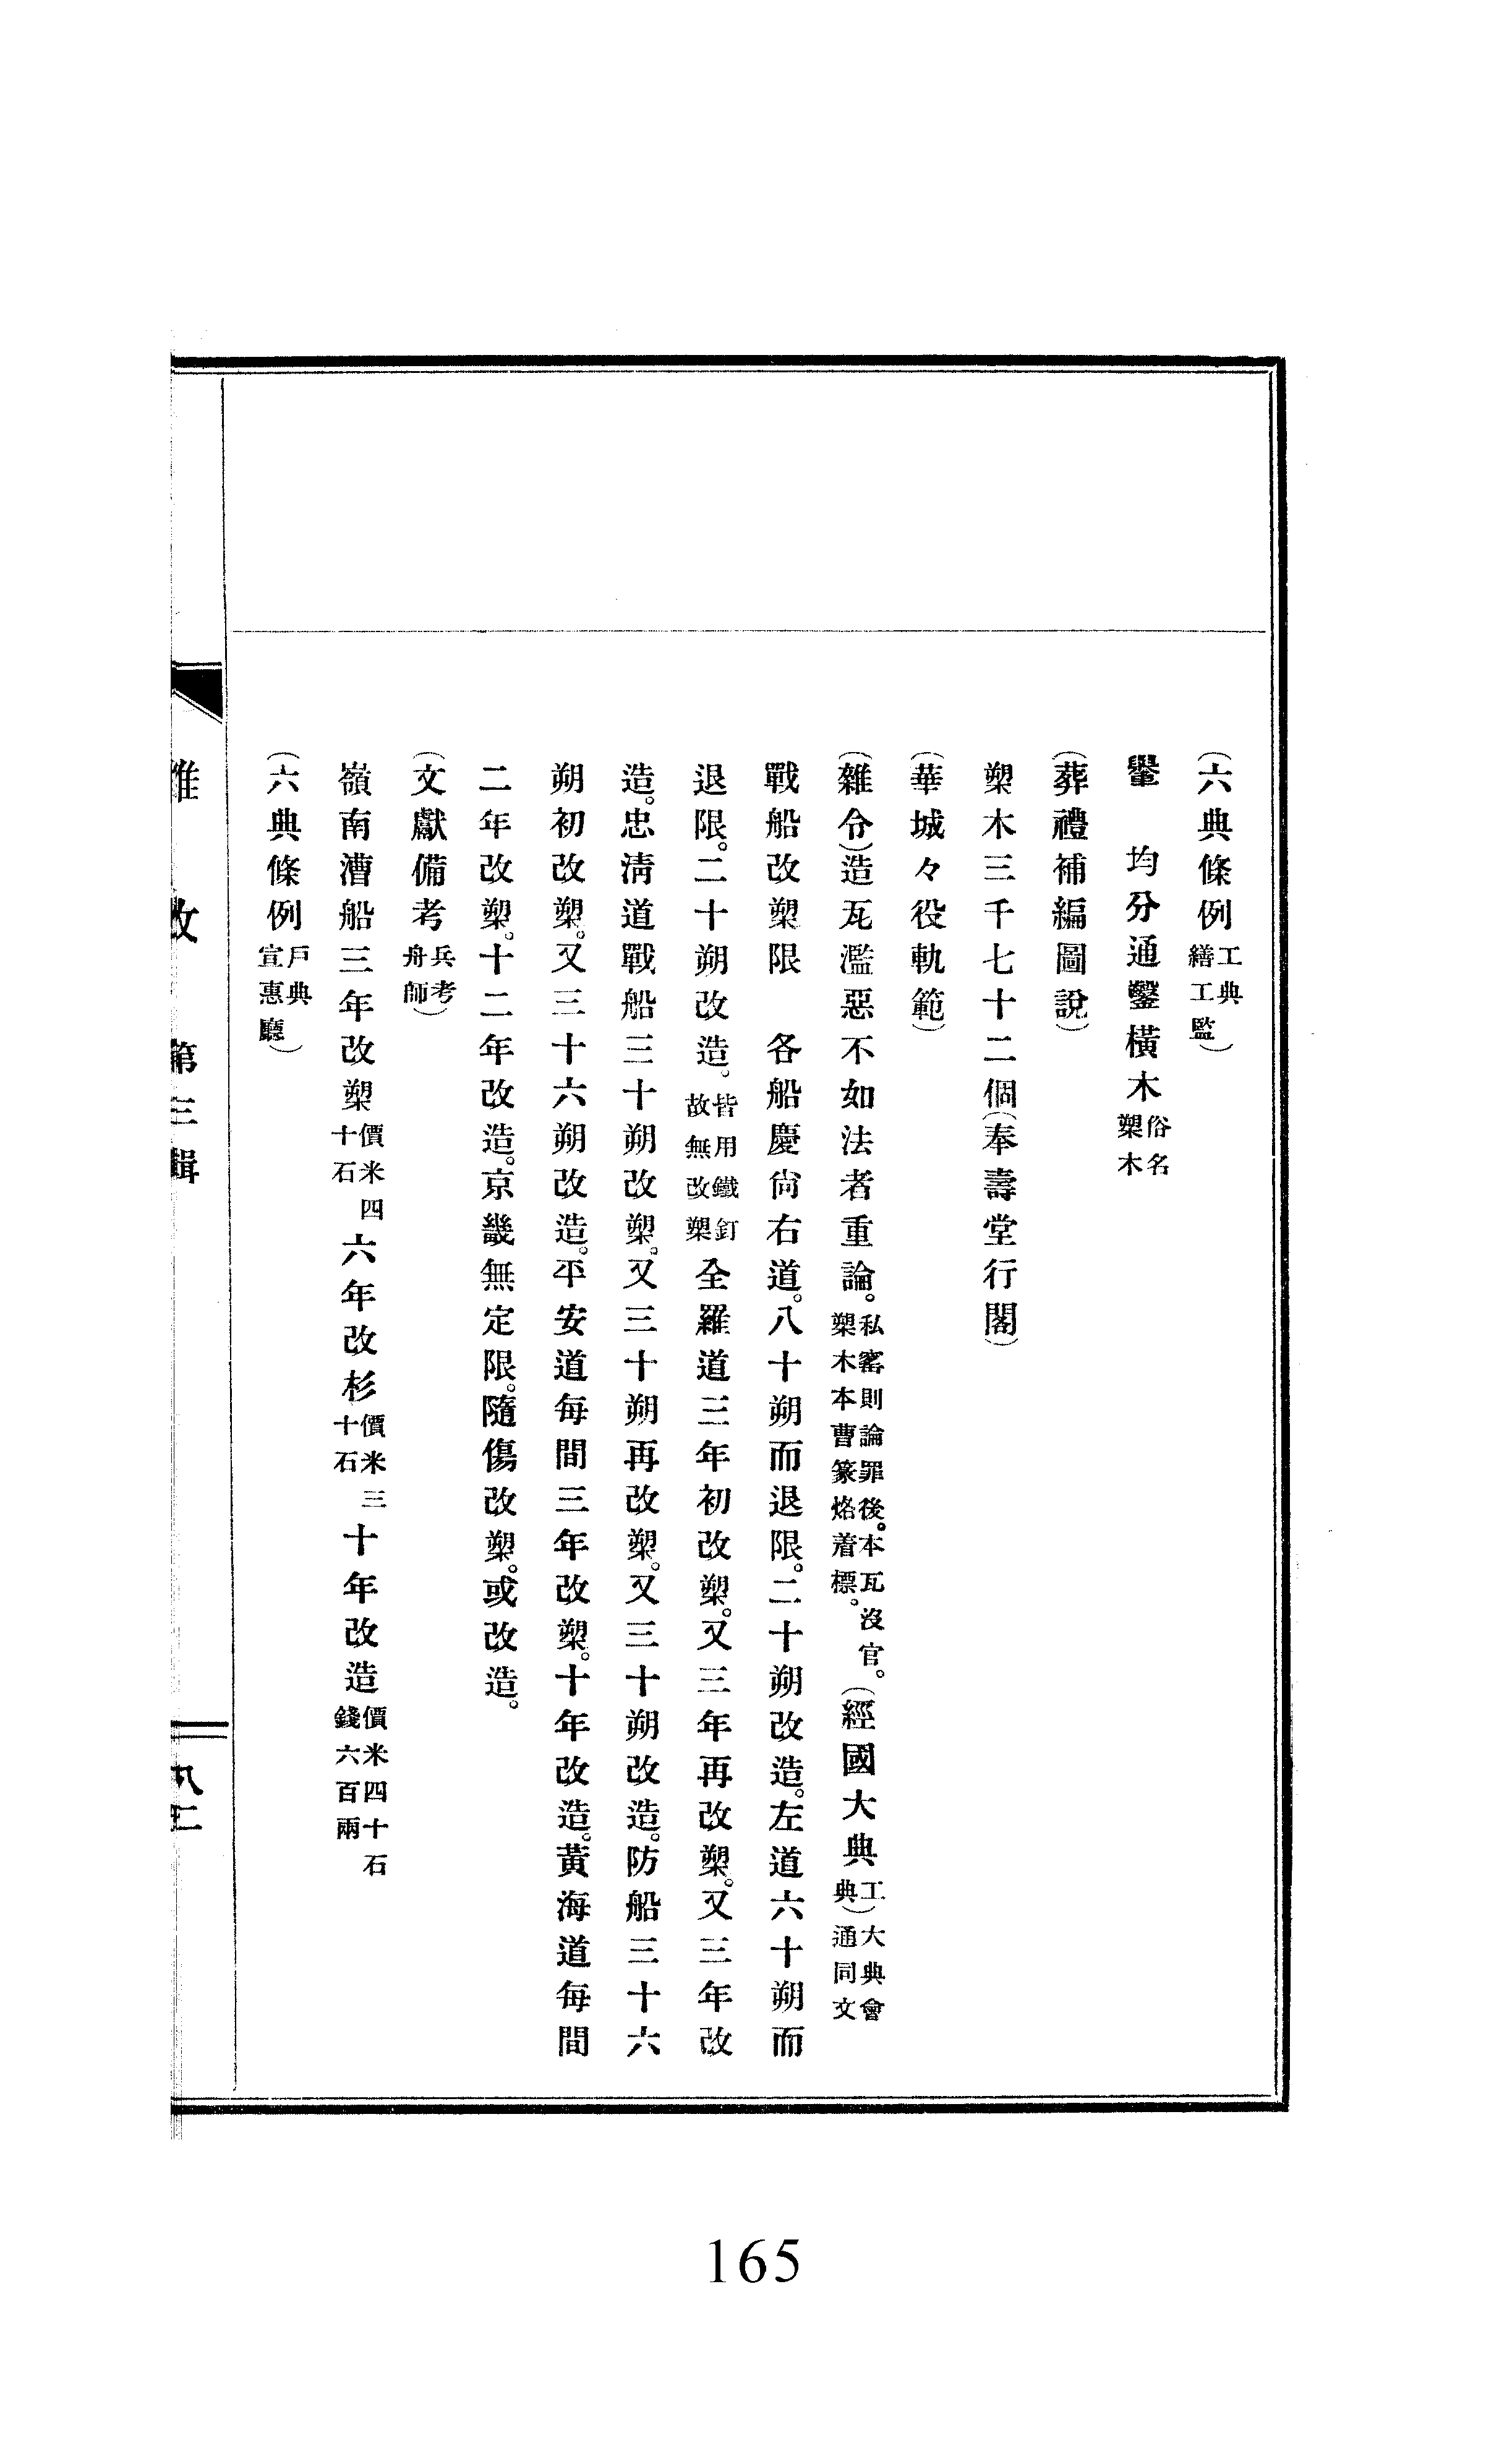 (六典條例工典繕工監)
轝　均分通鑿橫木俗名槊木
(葬禮補編圖說)
槊木三千七十二個(奉壽堂行閣)
(華城々役軌範)
(雜令)造瓦濫惡不如法者重論。私窰則論罪後。本瓦沒官。槊木本曹篆烙着標。(經國大典工典)大典會通同文
戰船改槊限　各船慶尙右道。八十朔而退限。二十朔改造。左道六十朔而
退限。二十朔改造。皆用鐵釘故無改槊全羅道三年初改槊。又三年再改槊。又三年改
造。忠淸道戰船三十朔改槊。又三十朔再改槊。又三十朔改造。防船三十六
朔初改槊。又三十六朔改造。平安道每間三年改槊。十年改造。黃海道每間
二年改槊。十二年改造。京畿無定限。隨傷改槊。或改造。
(文獻備考兵考舟師)
嶺南漕船三年改槊價米四十石六年改杉價米三十石十年改造價米四十石錢六百兩
(六典條例戶典宣惠廳)
雜攷　第三輯　八二
165